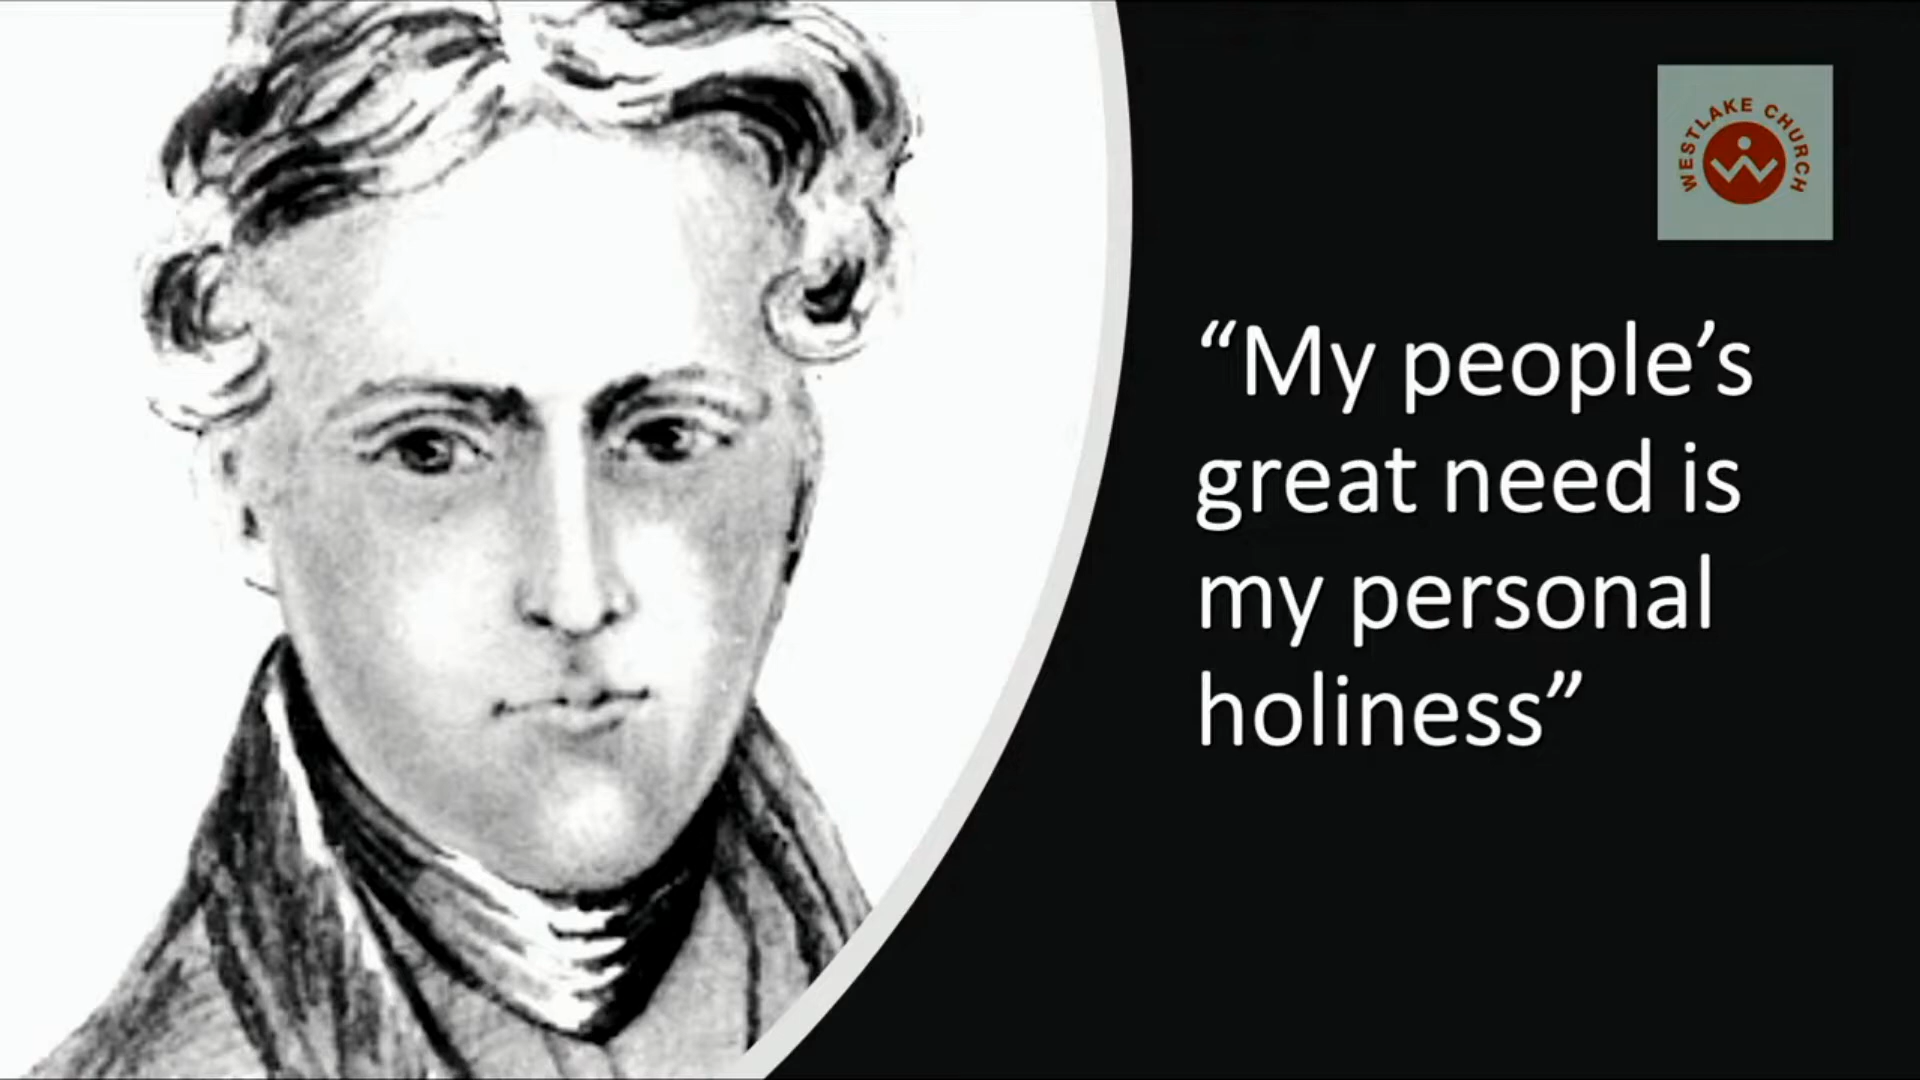 WESTLAKE CHURCH
“My people’s
great need is
my personal
holiness”